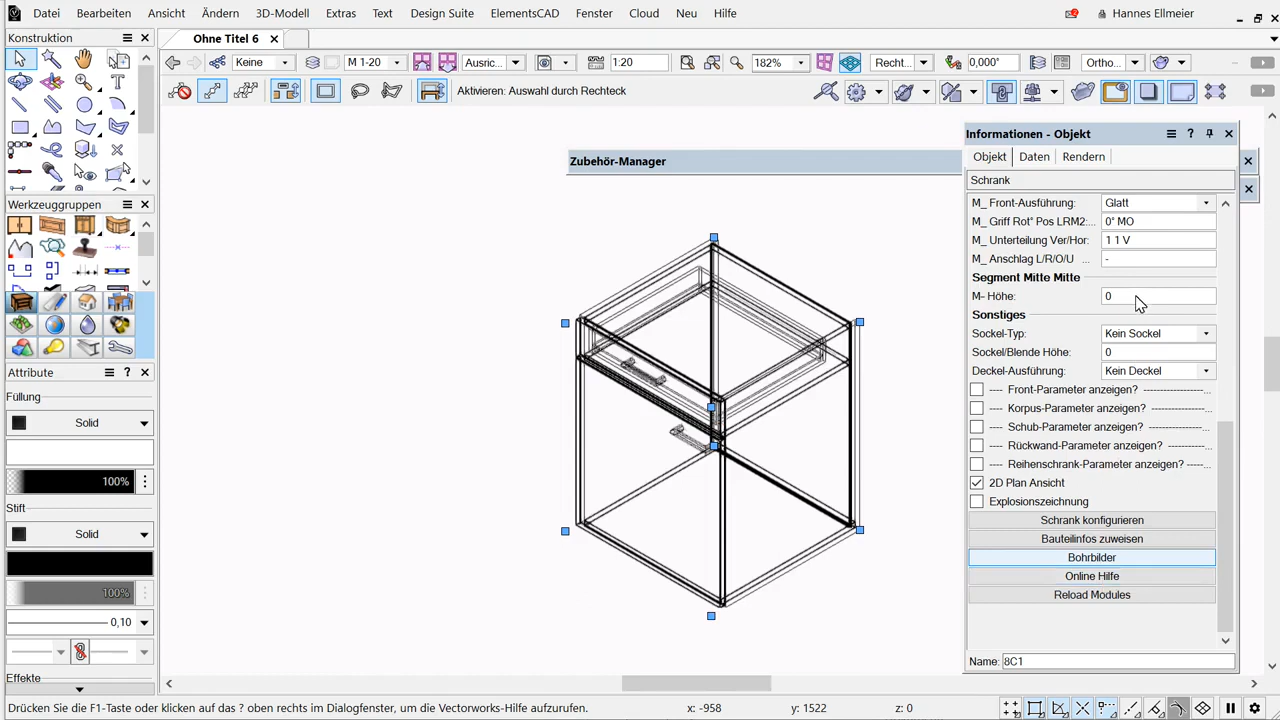 Datei Bearbeiten Ansicht Ändern 3D-Modell Extras Text Design Suite ElementsCAD Fenster Cloud Neu Hilfe Hannes Ellmeier
Konstruktion
Ohne Titel 6
Keine M 1-20 Ausric... 1:20 182% Recht... 0,000° Ortho...
Aktivieren: Auswahl durch Rechteck
Informationen - Objekt
Zubehör-Manager
Objekt Daten Rendern
Schrank
Werkzeuggruppen
M_ Front-Ausführung: Glatt
M_ Griff Rot° Pos LRM2:... 0° MO
M_ Unterteilung Ver/Hor: 1 1 V
M_ Anschlag L/R/O/U ... -
Segment Mitte Mitte
M- Höhe: 0
Sonstiges
Sockel-Typ: Kein Sockel
Sockel/Blende Höhe: 0
Deckel-Ausführung: Kein Deckel
---- Front-Parameter anzeigen? -----------------...
---- Korpus-Parameter anzeigen? ---------------...
---- Schub-Parameter anzeigen? ----------------...
---- Rückwand-Parameter anzeigen? -----------...
---- Reihenschrank-Parameter anzeigen? -----...
2D Plan Ansicht
Explosionszeichnung
Schrank konfigurieren
Bauteilinfos zuweisen
Bohrbilder
Online Hilfe
Reload Modules
Name: 8C1
Attribute
Füllung
Solid
100%
Stift
Solid
100%
0,10
Effekte
Drücken Sie die F1-Taste oder klicken auf das ? oben rechts im Dialogfenster, um die Vectorworks-Hilfe aufzurufen. x: -958 y: 1522 z: 0